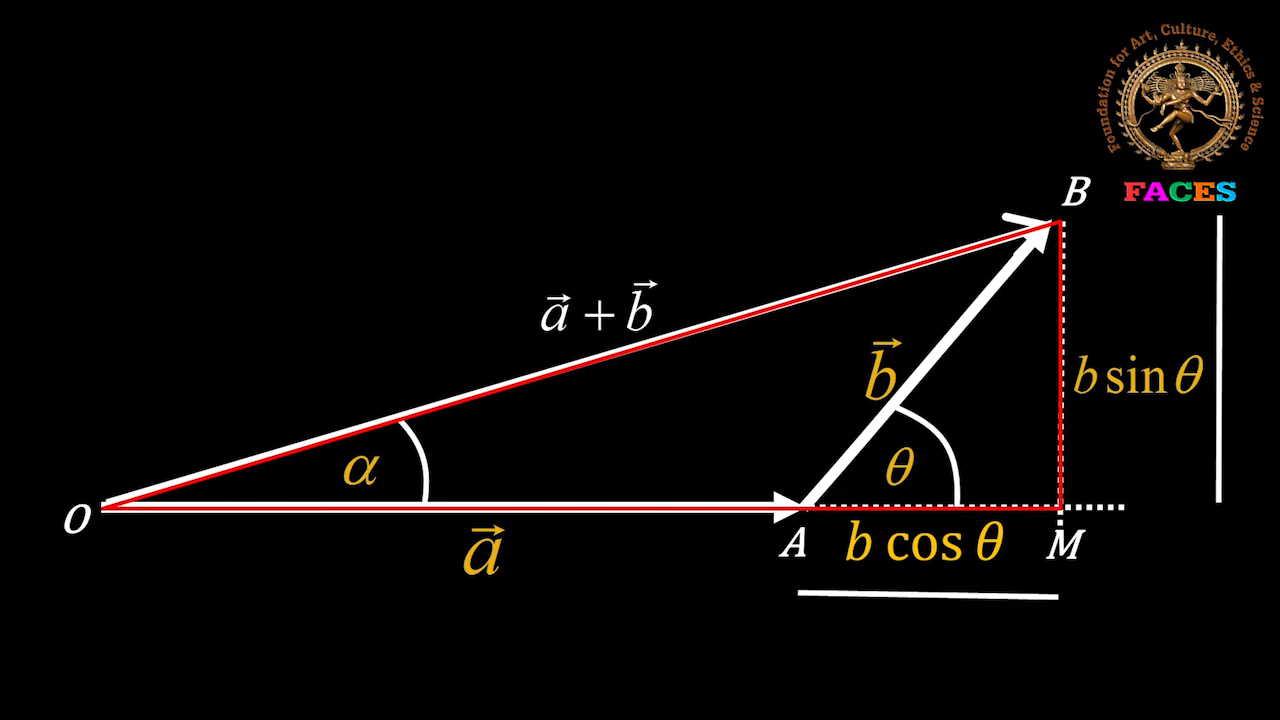 Foundation for Art, Culture, Ethics & Science
FACES
B
a⃗ + b⃗
b⃗
b sin θ
α
θ
O
A
b cos θ
M
a⃗